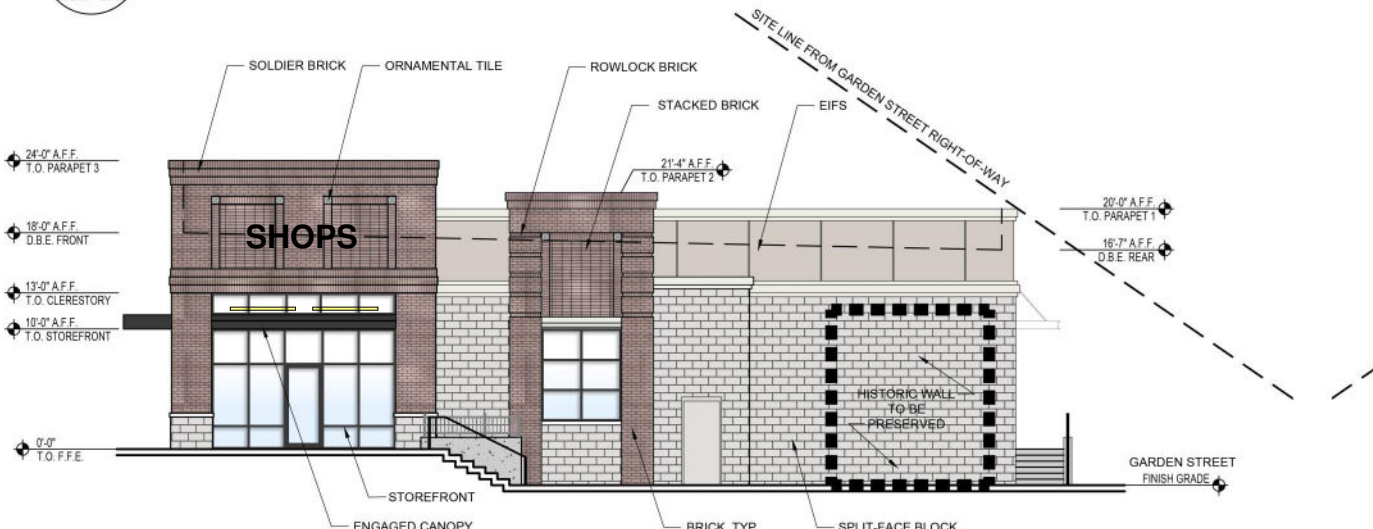 SOLDIER BRICK
ORNAMENTAL TILE
ROWLOCK BRICK
STACKED BRICK
EIFS
SITE LINE FROM GARDEN STREET RIGHT-OF-WAY
24'-0" A.F.F.
T.O. PARAPET 3
21'-4" A.F.F.
T.O. PARAPET 2
20'-0" A.F.F.
T.O. PARAPET 1
18'-0" A.F.F.
D.B.E. FRONT
SHOPS
16'-7" A.F.F.
D.B.E. REAR
13'-0" A.F.F.
T.O. CLERESTORY
10'-0" A.F.F.
T.O. STOREFRONT
HISTORIC WALL
TO BE
PRESERVED
0'-0"
T.O. F.F.E.
GARDEN STREET
FINISH GRADE
STOREFRONT
ENGAGED CANOPY
BRICK, TYP
SPLIT-FACE BLOCK